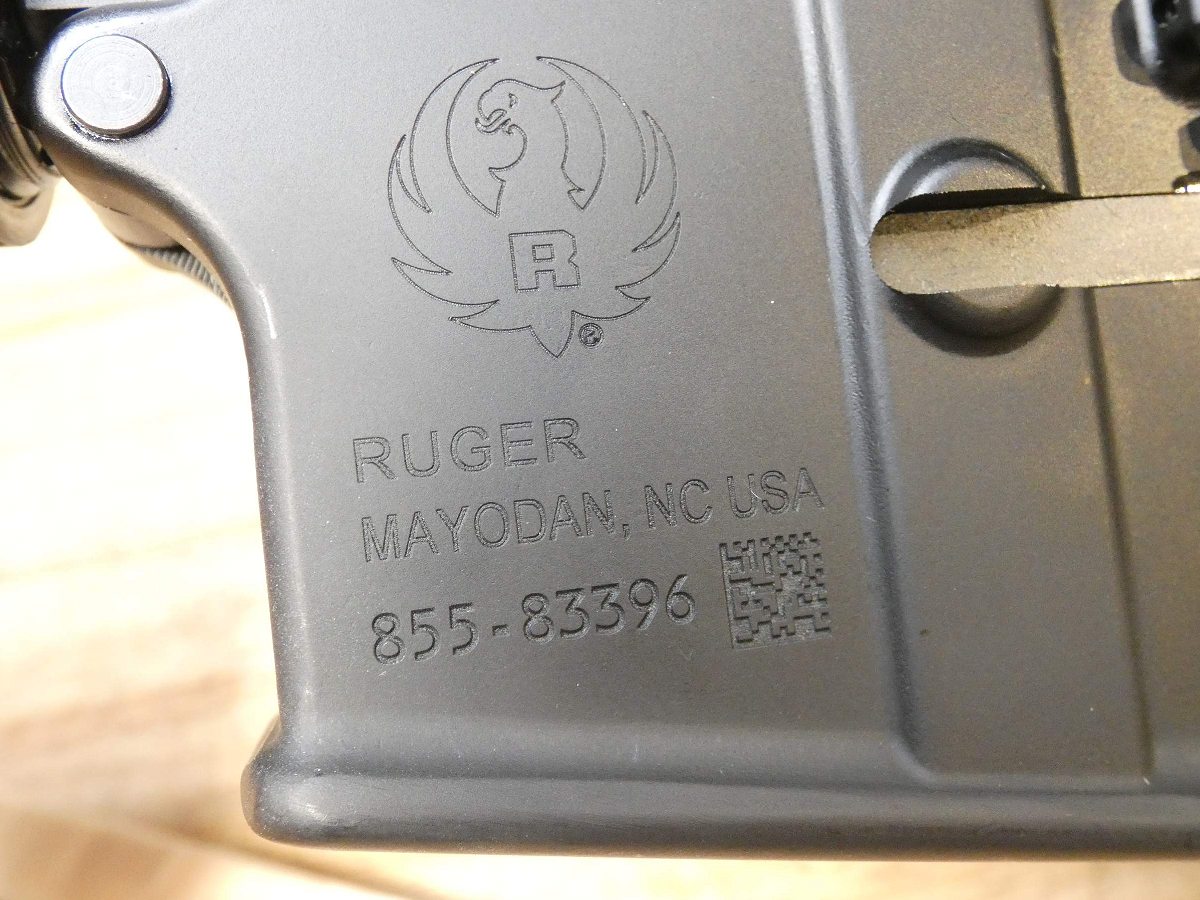 R
®
RUGER
MAYODAN, NC USA
855-83396